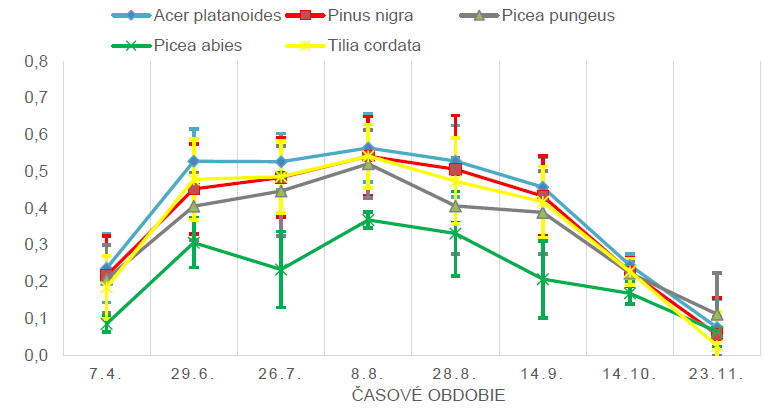 Acer platanoides Pinus nigra Picea pungeus
Picea abies Tilia cordata
0,8
0,7
0,6
0,5
0,4
0,3
0,2
0,1
0,0
7.4. 29.6. 26.7. 8.8. 28.8. 14.9. 14.10. 23.11.
ČASOVÉ OBDOBIE